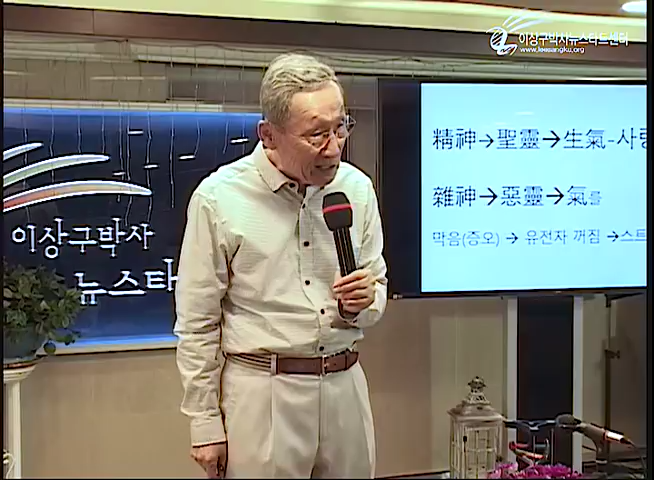 이상구박사뉴스타트센터
www.leesangku.org
精神→聖靈→生氣-사랑
雜神→惡靈→氣를
막음(증오) → 유전자 꺼짐 →스트
이상구박사
뉴스타